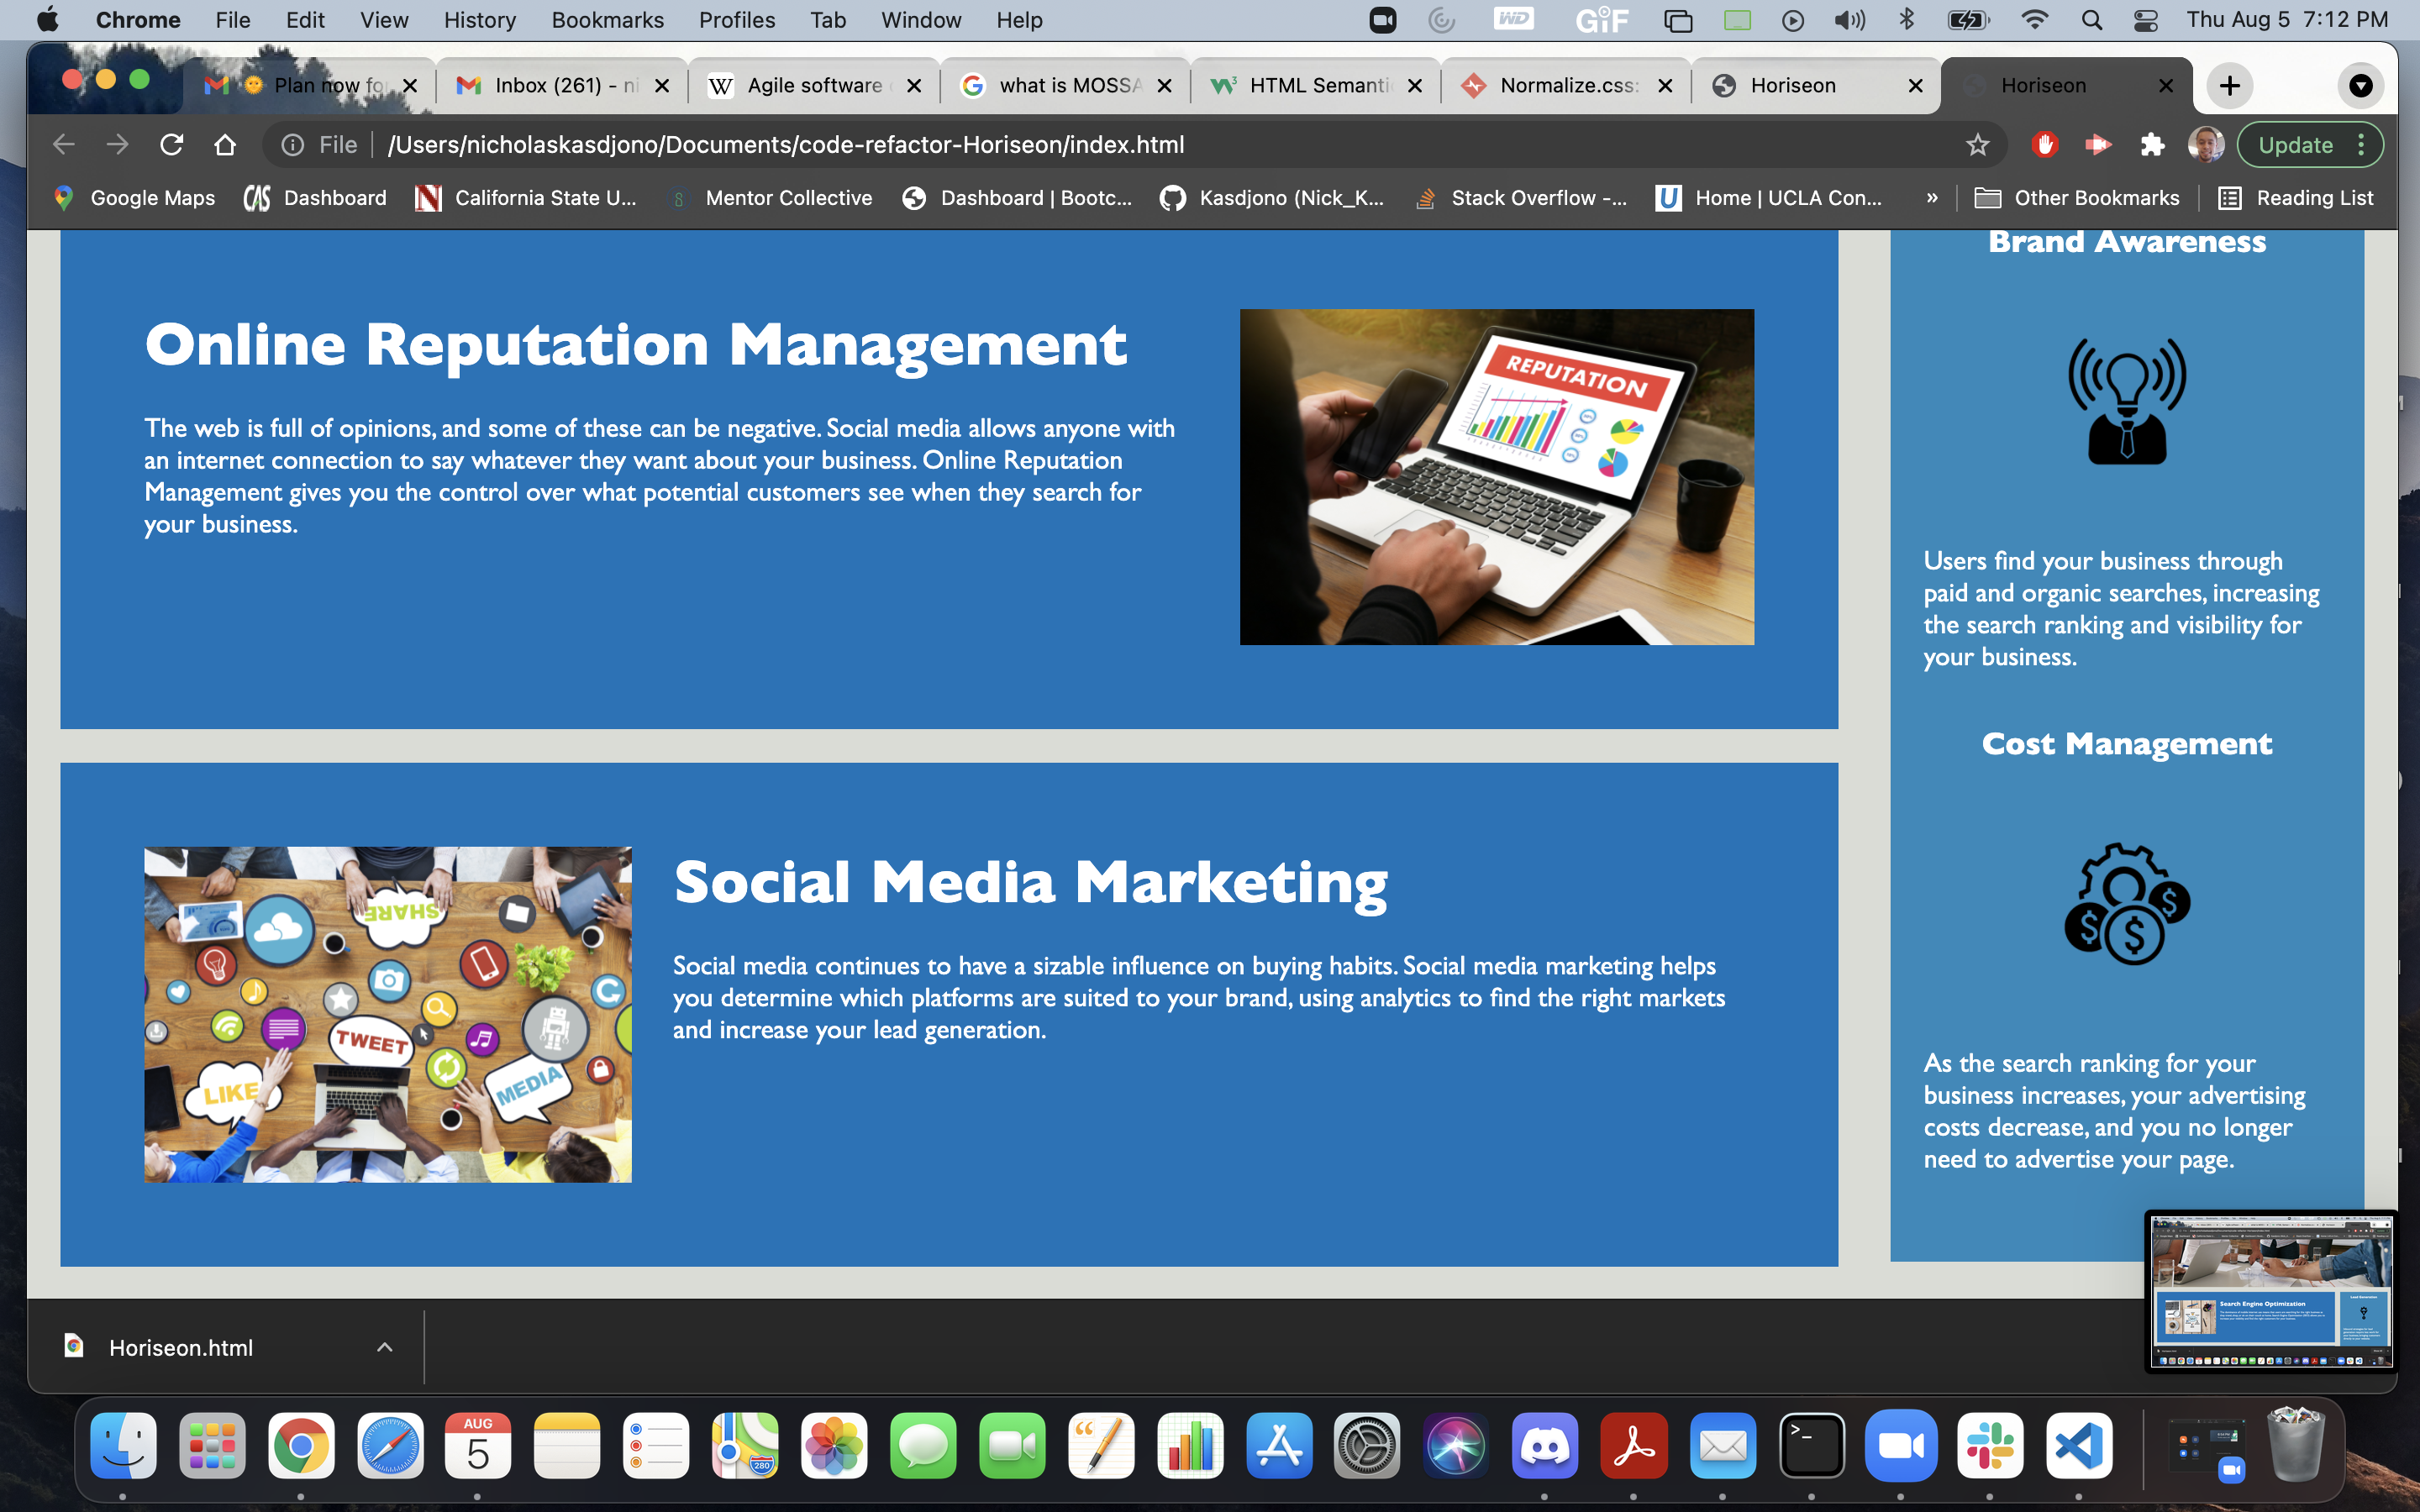 Chrome File Edit View History Bookmarks Profiles Tab Window Help
WD GIF Thu Aug 5 7:12 PM
Plan now fo Inbox (261) - ni Agile software what is MOSSA HTML Semanti Normalize.css: Horiseon Horiseon
File /Users/nicholaskasdjono/Documents/code-refactor-Horiseon/index.html Update
Google Maps Dashboard California State U... Mentor Collective Dashboard | Bootc... Kasdjono (Nick_K... Stack Overflow -... Home | UCLA Con... » Other Bookmarks Reading List
Online Reputation Management
The web is full of opinions, and some of these can be negative. Social media allows anyone with
an internet connection to say whatever they want about your business. Online Reputation
Management gives you the control over what potential customers see when they search for
your business.
REPUTATION
SHARE
TWEET
LIKE
MEDIA
Social Media Marketing
Social media continues to have a sizable influence on buying habits. Social media marketing helps
you determine which platforms are suited to your brand, using analytics to find the right markets
and increase your lead generation.
Brand Awareness
Users find your business through
paid and organic searches, increasing
the search ranking and visibility for
your business.
Cost Management
As the search ranking for your
business increases, your advertising
costs decrease, and you no longer
need to advertise your page.
Search Engine Optimization
Horiseon.html
AUG
5
280